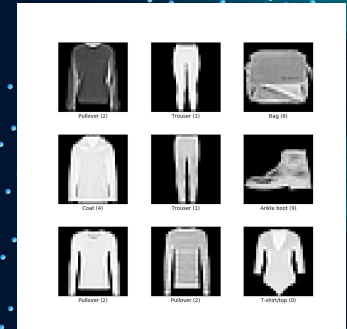 Pullover (2)
Trouser (1)
Bag (8)
Coat (4)
Trouser (1)
Ankle boot (9)
Pullover (2)
Pullover (2)
T-shirt/top (0)